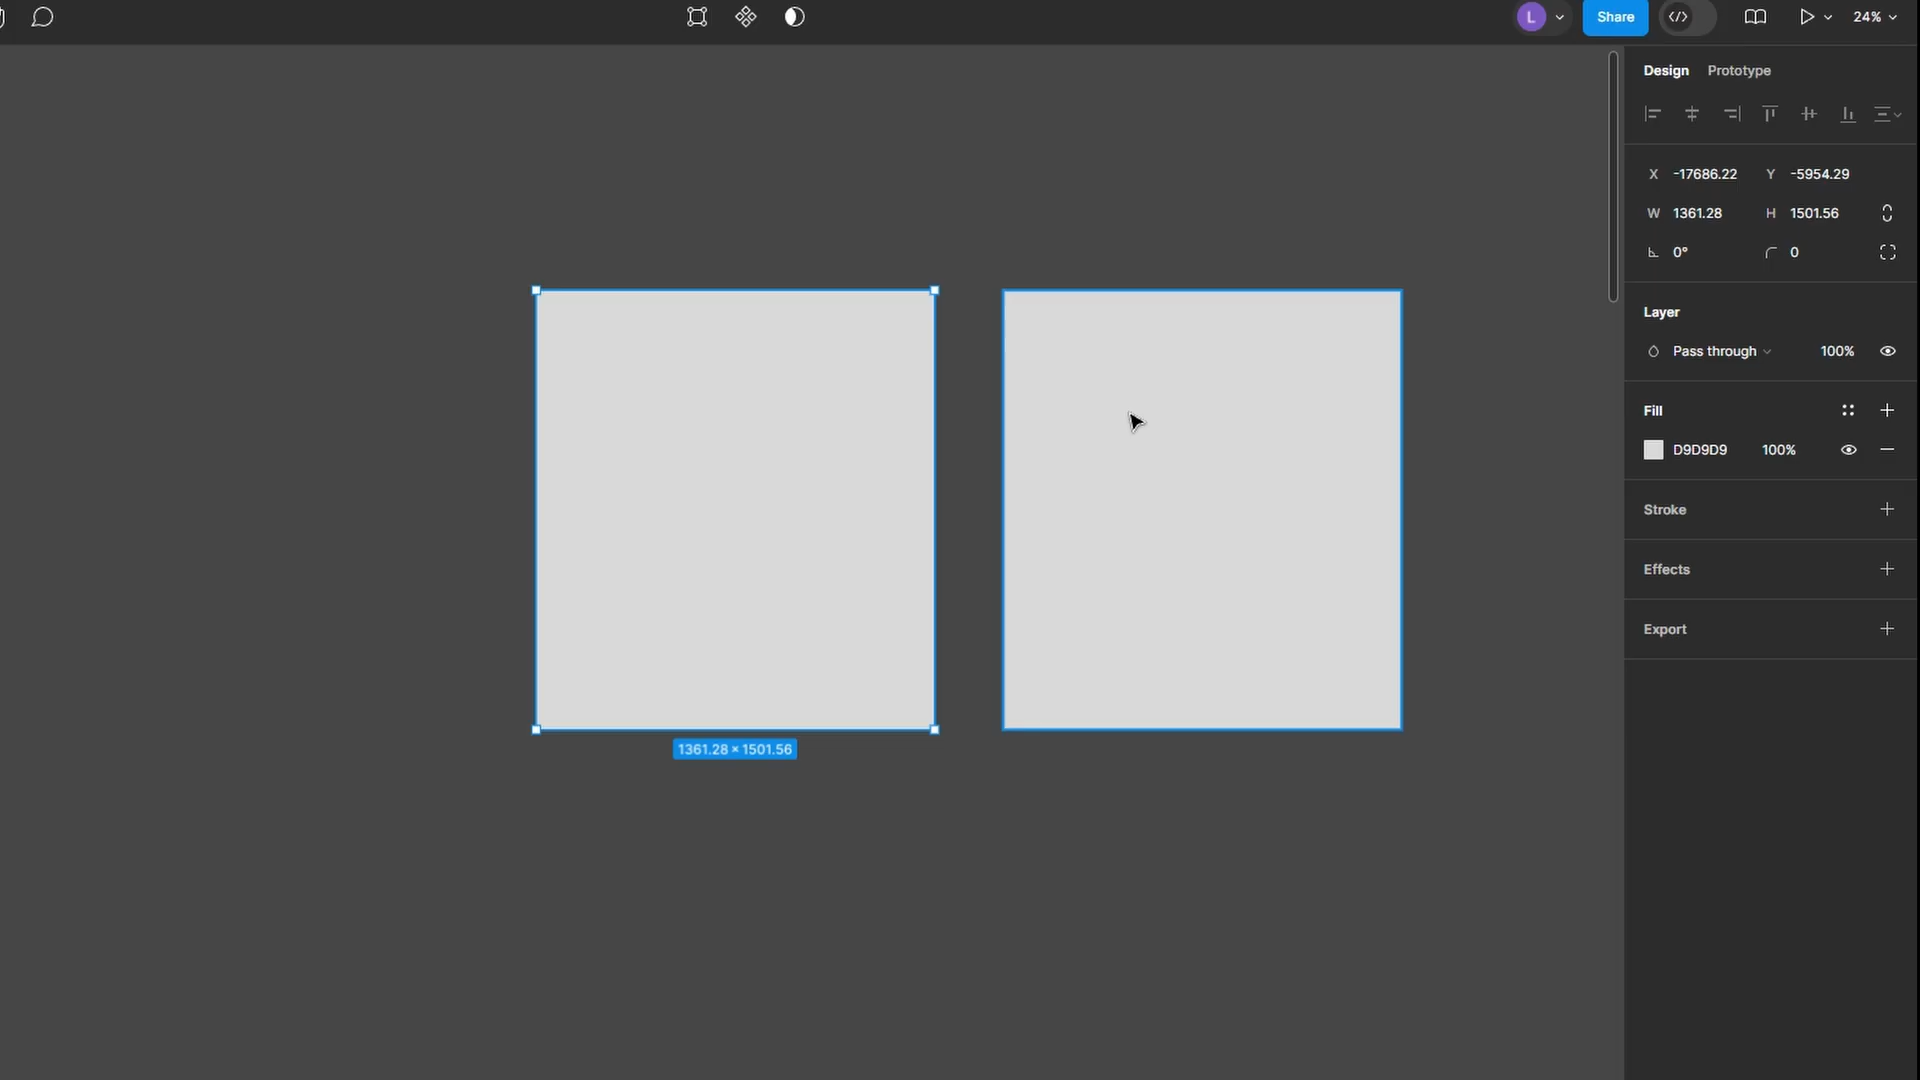 L
Share
24%
Design Prototype
X -17686.22 Y -5954.29
W 1361.28 H 1501.56
0° 0
Layer
Pass through 100%
Fill
D9D9D9 100%
Stroke
Effects
Export
1361.28 × 1501.56